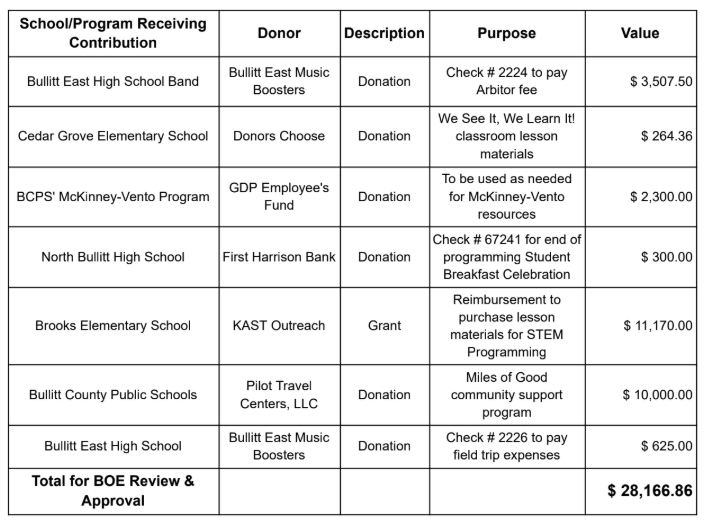 School/Program Receiving
Contribution
Donor
Description
Purpose
Value
Bullitt East High School Band
Bullitt East Music
Boosters
Donation
Check # 2224 to pay
Arbitor fee
$ 3,507.50
Cedar Grove Elementary School
Donors Choose
Donation
We See It, We Learn It!
classroom lesson
materials
$ 264.36
BCPS' McKinney-Vento Program
GDP Employee's
Fund
Donation
To be used as needed
for McKinney-Vento
resources
$ 2,300.00
North Bullitt High School
First Harrison Bank
Donation
Check # 67241 for end of
programming Student
Breakfast Celebration
$ 300.00
Brooks Elementary School
KAST Outreach
Grant
Reimbursement to
purchase lesson
materials for STEM
Programming
$ 11,170.00
Bullitt County Public Schools
Pilot Travel
Centers, LLC
Donation
Miles of Good
community support
program
$ 10,000.00
Bullitt East High School
Bullitt East Music
Boosters
Donation
Check # 2226 to pay
field trip expenses
$ 625.00
Total for BOE Review &
Approval
$ 28,166.86